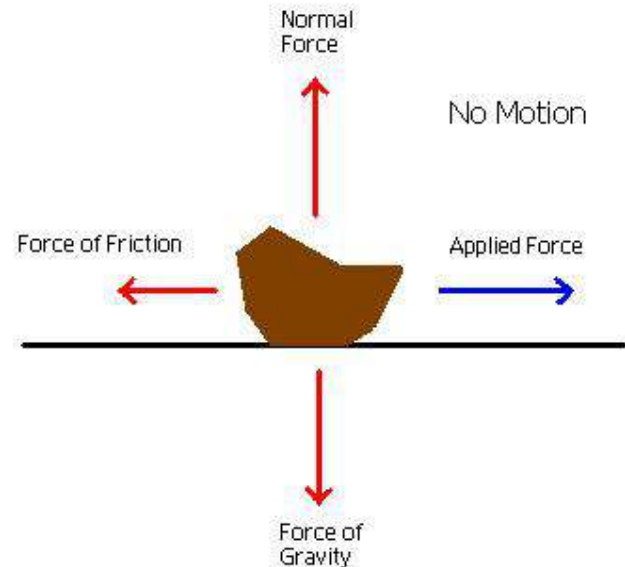 Normal
Force
No Motion
Force of Friction
Applied Force
Force of
Gravity